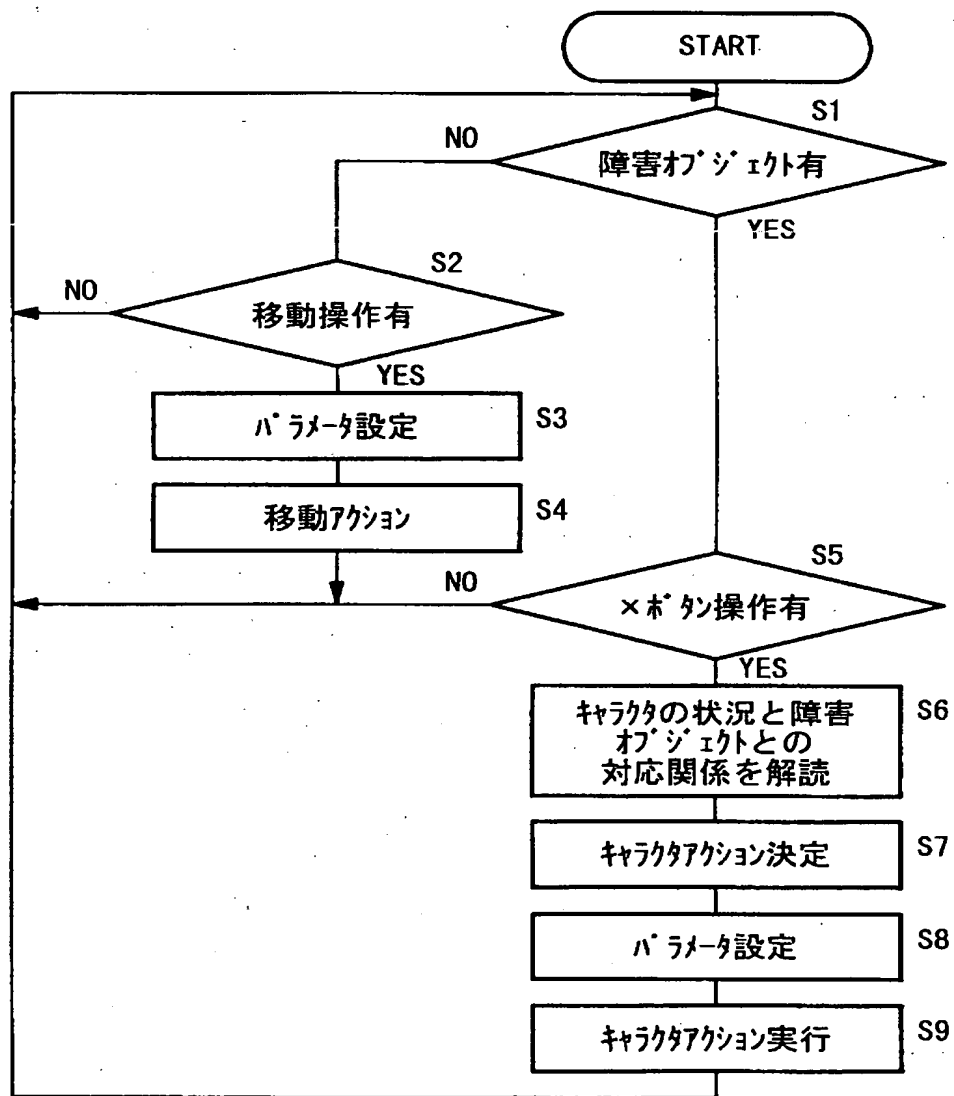 START
S1
NO
障害ｵﾌﾞｼﾞｪｸﾄ有
YES
S2
NO
移動操作有
YES
ﾊﾟﾗﾒｰﾀ設定
S3
移動ｱｸｼｮﾝ
S4
S5
NO
×ﾎﾞﾀﾝ操作有
YES
ｷｬﾗｸﾀの状況と障害
ｵﾌﾞｼﾞｪｸﾄとの
対応関係を解読
S6
ｷｬﾗｸﾀｱｸｼｮﾝ決定
S7
ﾊﾟﾗﾒｰﾀ設定
S8
ｷｬﾗｸﾀｱｸｼｮﾝ実行
S9